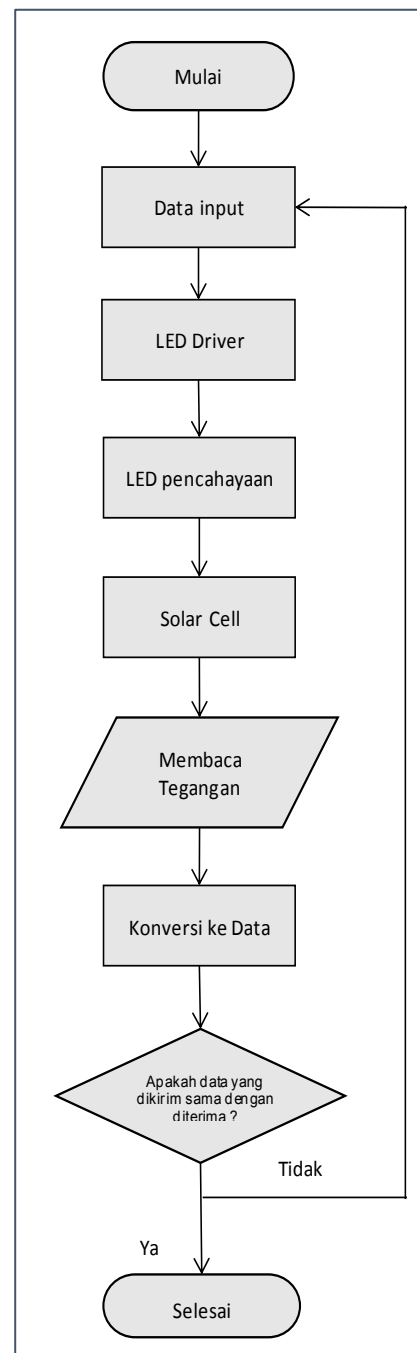 Mulai
Data input
LED Driver
LED pencahayaan
Solar Cell
Membaca
Tegangan
Konversi ke Data
Apakah data yang
dikirim sama dengan
diterima ?
Tidak
Ya
Selesai